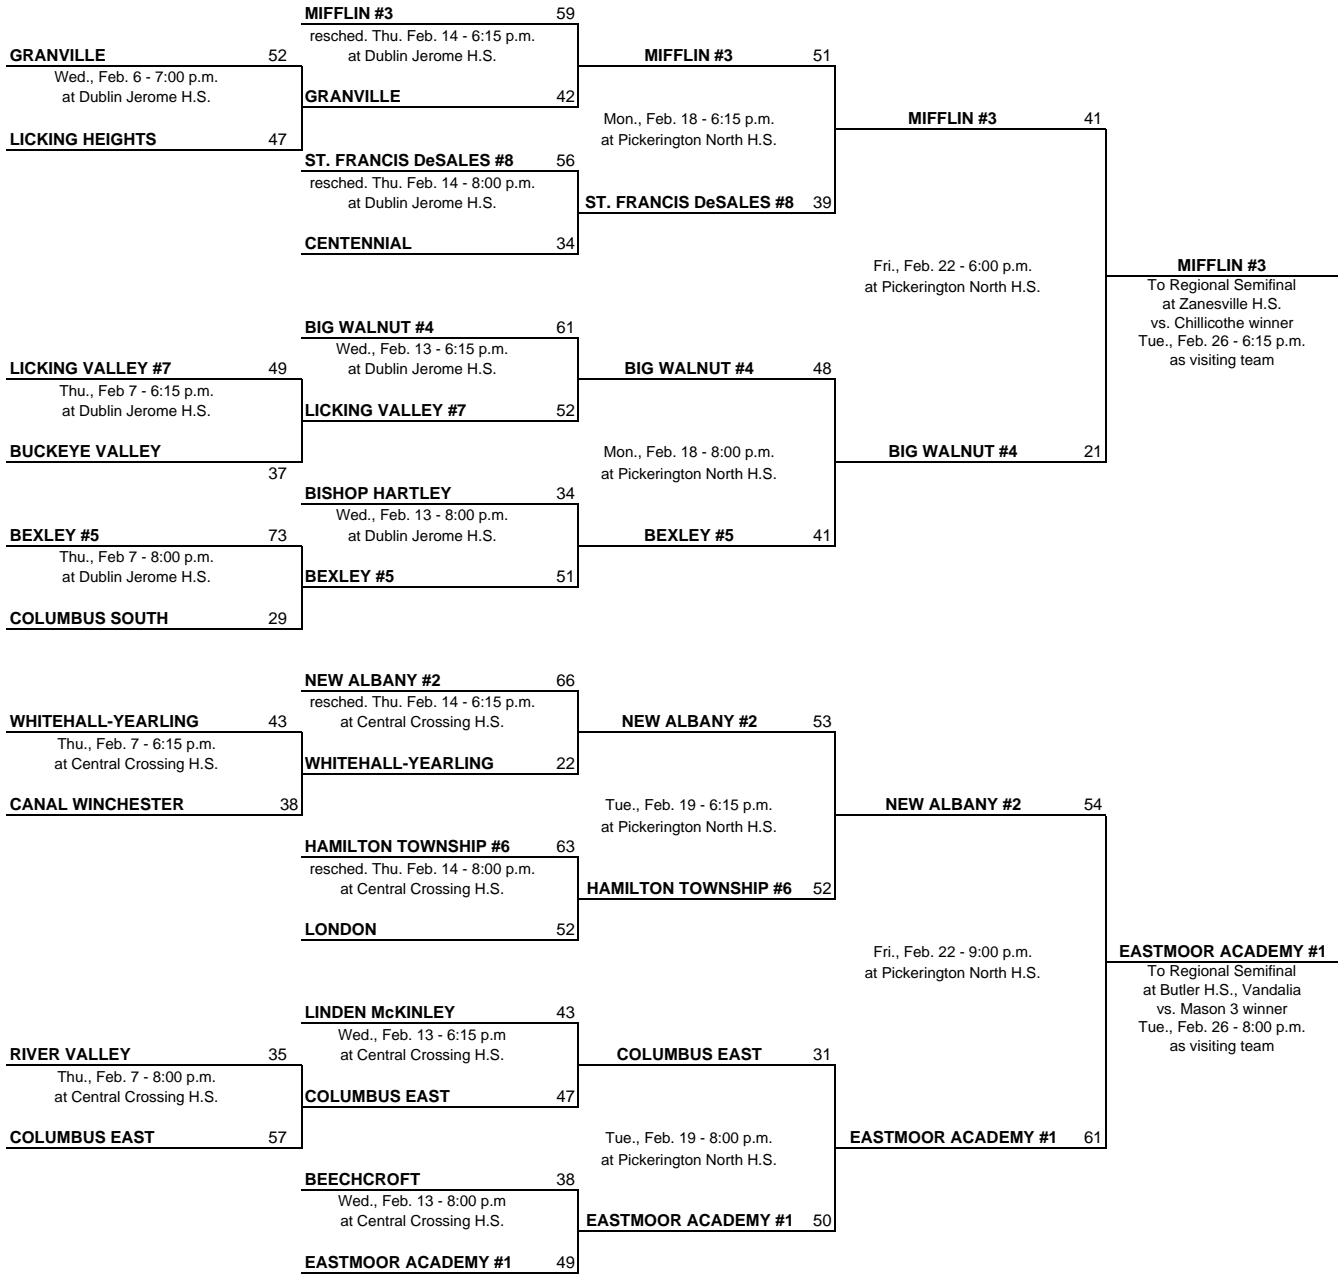 MIFFLIN #3 59
resched. Thu. Feb. 14 - 6:15 p.m.
at Dublin Jerome H.S.
GRANVILLE 52
Wed., Feb. 6 - 7:00 p.m.
at Dublin Jerome H.S.
GRANVILLE 42
LICKING HEIGHTS 47
MIFFLIN #3 51
Mon., Feb. 18 - 6:15 p.m.
at Pickerington North H.S.
ST. FRANCIS DeSALES #8 56
resched. Thu. Feb. 14 - 8:00 p.m.
at Dublin Jerome H.S.
ST. FRANCIS DeSALES #8 39
CENTENNIAL 34
MIFFLIN #3 41
Fri., Feb. 22 - 6:00 p.m.
at Pickerington North H.S.
MIFFLIN #3
To Regional Semifinal
at Zanesville H.S.
vs. Chillicothe winner
Tue., Feb. 26 - 6:15 p.m.
as visiting team
BIG WALNUT #4 61
Wed., Feb. 13 - 6:15 p.m.
at Dublin Jerome H.S.
LICKING VALLEY #7 49
Thu., Feb 7 - 6:15 p.m.
at Dublin Jerome H.S.
LICKING VALLEY #7 52
BUCKEYE VALLEY
37
BIG WALNUT #4 48
Mon., Feb. 18 - 8:00 p.m.
at Pickerington North H.S.
BIG WALNUT #4 21
BISHOP HARTLEY 34
Wed., Feb. 13 - 8:00 p.m.
at Dublin Jerome H.S.
BEXLEY #5 73
Thu., Feb 7 - 8:00 p.m.
at Dublin Jerome H.S.
BEXLEY #5 51
COLUMBUS SOUTH 29
BEXLEY #5 41
NEW ALBANY #2 66
resched. Thu. Feb. 14 - 6:15 p.m.
at Central Crossing H.S.
WHITEHALL-YEARLING 43
Thu., Feb. 7 - 6:15 p.m.
at Central Crossing H.S.
WHITEHALL-YEARLING 22
CANAL WINCHESTER 38
NEW ALBANY #2 53
Tue., Feb. 19 - 6:15 p.m.
at Pickerington North H.S.
HAMILTON TOWNSHIP #6 63
resched. Thu. Feb. 14 - 8:00 p.m.
at Central Crossing H.S.
HAMILTON TOWNSHIP #6 52
LONDON 52
NEW ALBANY #2 54
Fri., Feb. 22 - 9:00 p.m.
at Pickerington North H.S.
EASTMOOR ACADEMY #1
To Regional Semifinal
at Butler H.S., Vandalia
vs. Mason 3 winner
Tue., Feb. 26 - 8:00 p.m.
as visiting team
LINDEN McKINLEY 43
Wed., Feb. 13 - 6:15 p.m
at Central Crossing H.S.
RIVER VALLEY 35
Thu., Feb. 7 - 8:00 p.m.
at Central Crossing H.S.
COLUMBUS EAST 47
COLUMBUS EAST 57
COLUMBUS EAST 31
Tue., Feb. 19 - 8:00 p.m.
at Pickerington North H.S.
EASTMOOR ACADEMY #1 61
BEECHCROFT 38
Wed., Feb. 13 - 8:00 p.m
at Central Crossing H.S.
EASTMOOR ACADEMY #1 50
EASTMOOR ACADEMY #1 49